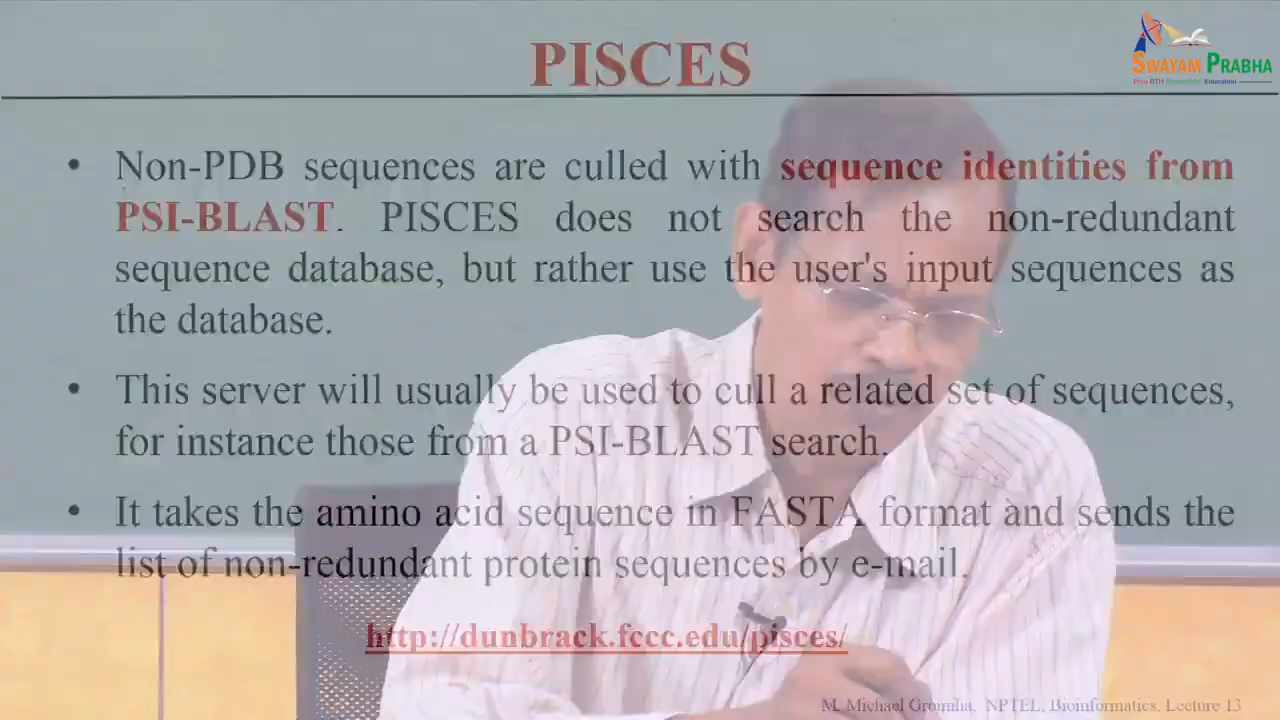 PISCES
SWAYAM PRABHA
• Non-PDB sequences are culled with sequence identities from
PSI-BLAST. PISCES does not search the non-redundant
sequence database, but rather use the user's input sequences as
the database.
• This server will usually be used to cull a related set of sequences,
for instance those from a PSI-BLAST search.
• It takes the amino acid sequence in FASTA format and sends the
list of non-redundant protein sequences by e-mail.
http://dunbrack.fccc.edu/pisces/
M. Michael Gromiha, NPTEL, Bioinformatics, Lecture 13